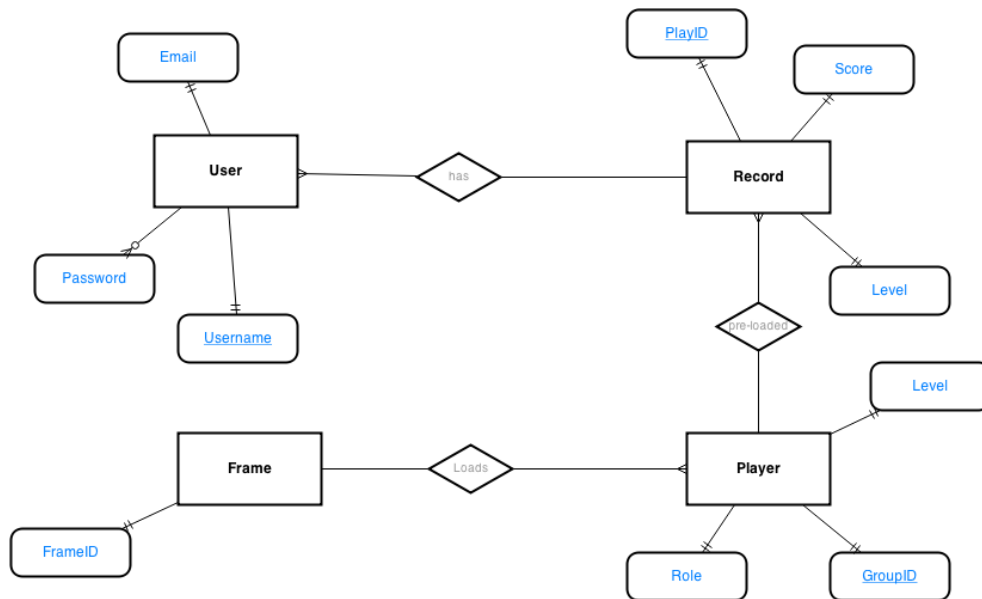 PlayID
Email
Score
User
has
Record
Password
Level
Username
pre-loaded
Level
Frame
Loads
Player
FrameID
Role
GroupID